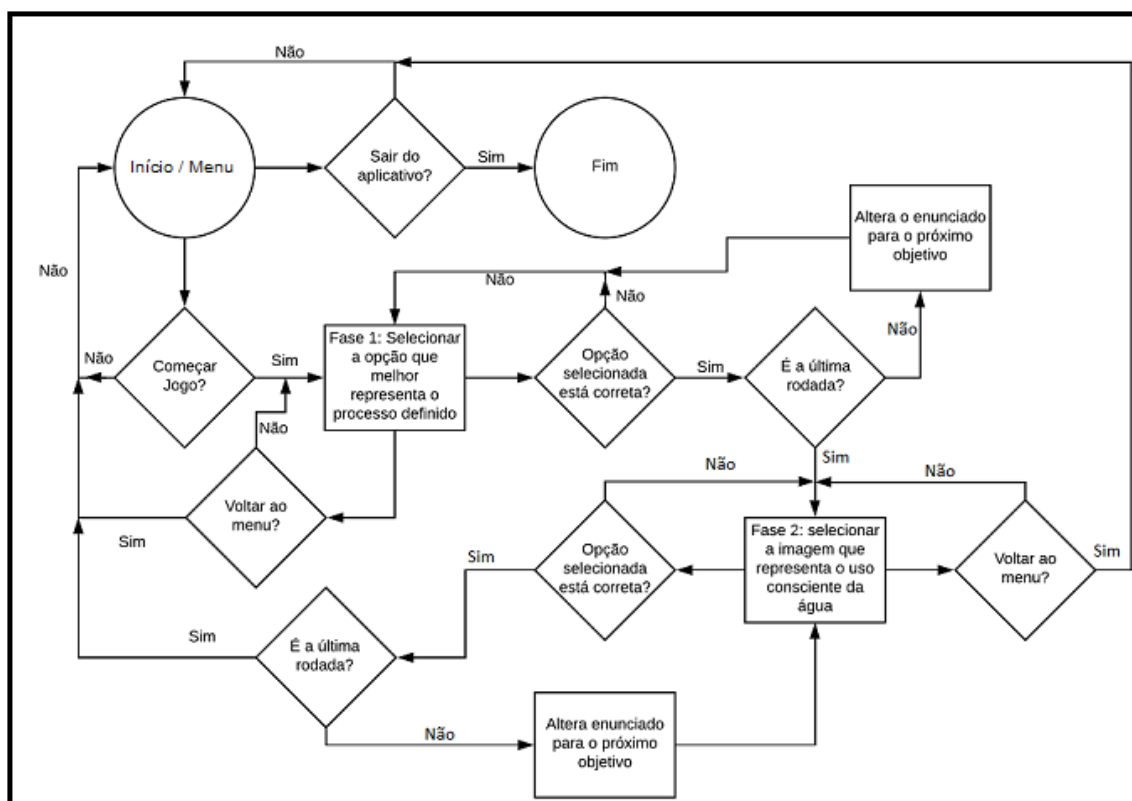 Não
Início / Menu
Sair do
aplicativo?
Sim
Fim
Altera o enunciado
para o próximo
objetivo
Não
Não
Não
Não
Começar
Jogo?
Não
Sim
Fase 1: Selecionar
a opção que
melhor
representa o
processo definido
Opção
selecionada
está correta?
Sim
É a última
rodada?
Não
Voltar ao
menu?
Sim
Sim
Não
Não
Opção
selecionada
está correta?
Sim
Fase 2: selecionar
a imagem que
representa o uso
consciente da
água
Voltar ao
menu?
Sim
É a última
rodada?
Sim
Não
Altera enunciado
para o próximo
objetivo